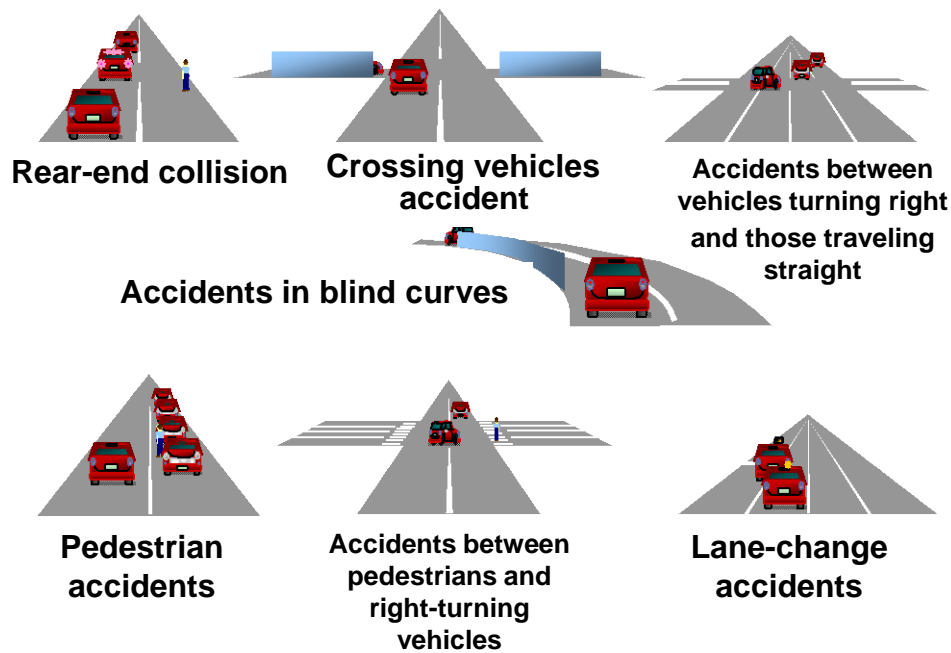 Rear-end collision
Crossing vehicles
accident
Accidents between
vehicles turning right
and those traveling
straight
Accidents in blind curves
Pedestrian
accidents
Accidents between
pedestrians and
right-turning
vehicles
Lane-change
accidents